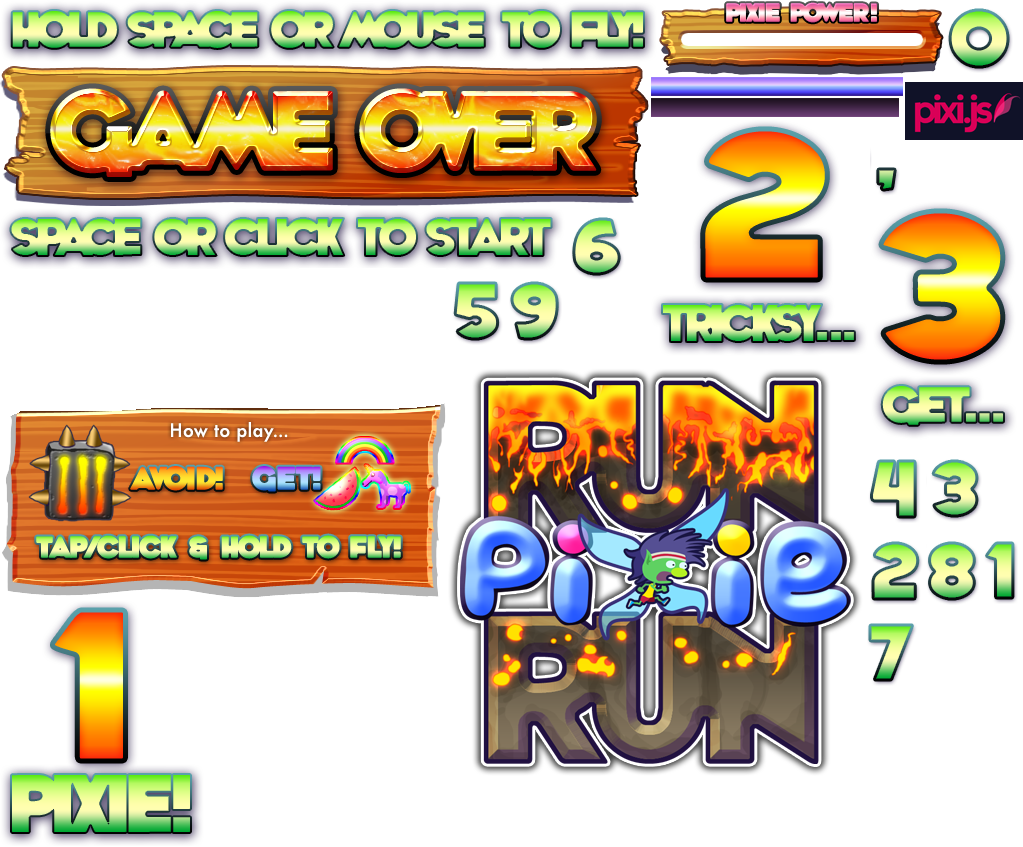 HOLD SPACE OR MOUSE TO FLY!
PIXIE POWER!
0
GAME OVER
pixi.js
2
,
3
SPACE OR CLICK TO START
6
5 9
TRICKSY...
GET...
How to play...
AVOID! GET!
TAP/CLICK & HOLD TO FLY!
RUN
pixie
RUN
4 3
2 8 1
7
1
PIXIE!